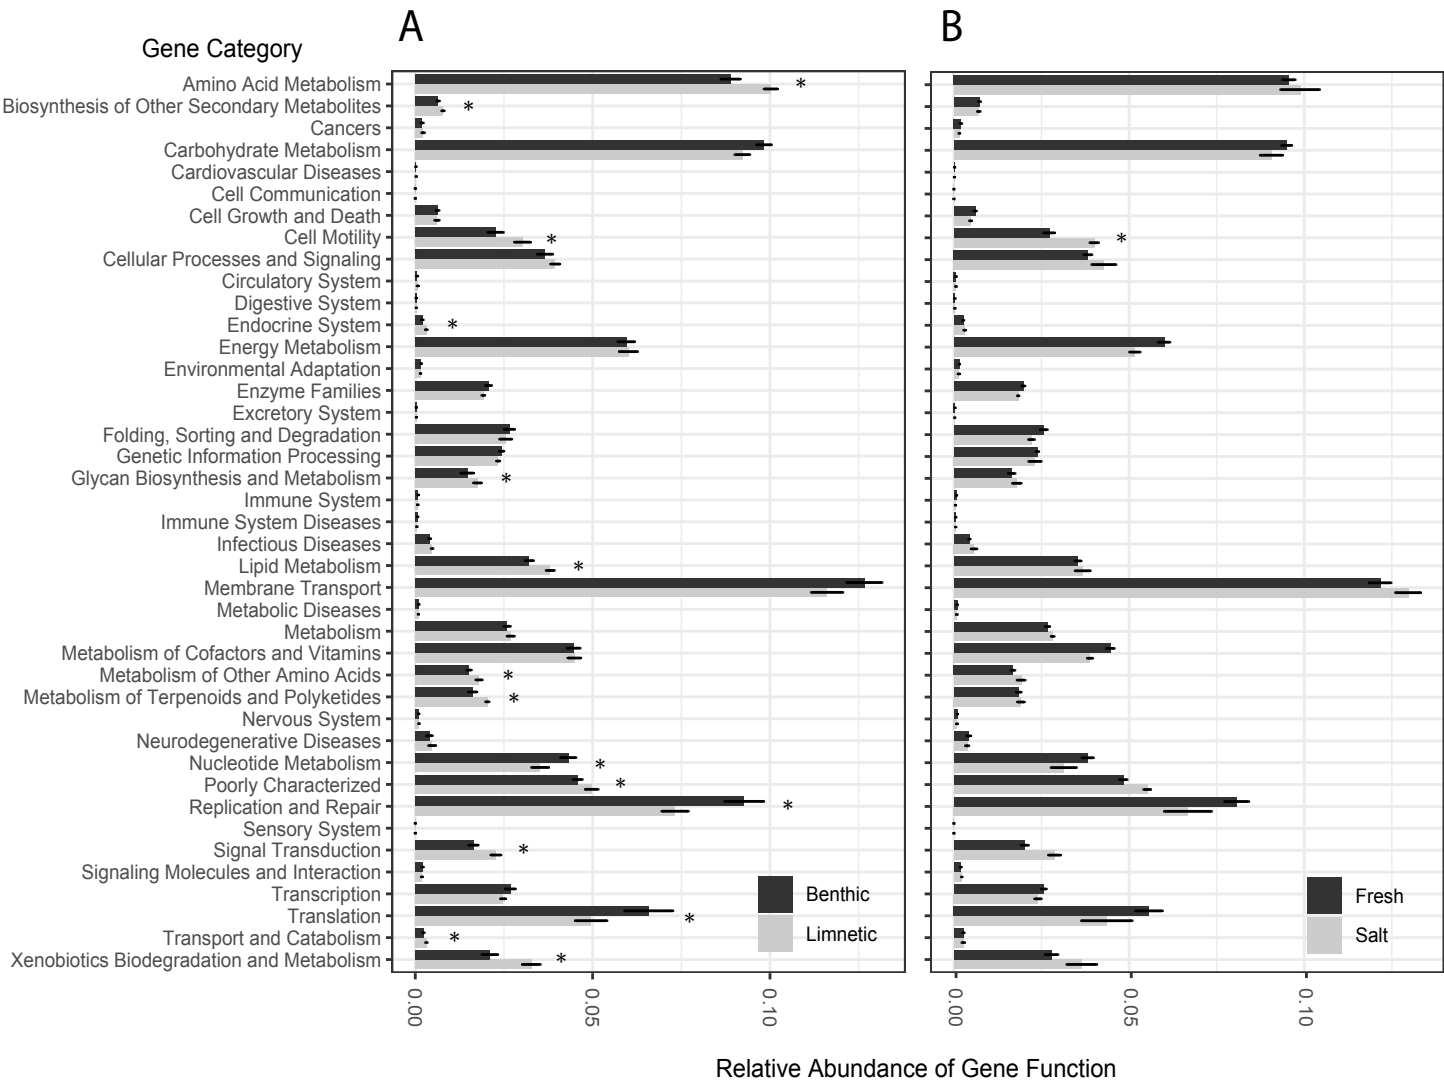 A
B
Gene Category
Amino Acid Metabolism
*
Biosynthesis of Other Secondary Metabolites
*
Cancers
Carbohydrate Metabolism
Cardiovascular Diseases
Cell Communication
Cell Growth and Death
Cell Motility
*
*
Cellular Processes and Signaling
Circulatory System
Digestive System
Endocrine System
*
Energy Metabolism
Environmental Adaptation
Enzyme Families
Excretory System
Folding, Sorting and Degradation
Genetic Information Processing
Glycan Biosynthesis and Metabolism
*
Immune System
Immune System Diseases
Infectious Diseases
Lipid Metabolism
*
Membrane Transport
Metabolic Diseases
Metabolism
Metabolism of Cofactors and Vitamins
Metabolism of Other Amino Acids
*
Metabolism of Terpenoids and Polyketides
*
Nervous System
Neurodegenerative Diseases
Nucleotide Metabolism
*
Poorly Characterized
*
Replication and Repair
*
Sensory System
Signal Transduction
*
Signaling Molecules and Interaction
Transcription
Translation
*
Transport and Catabolism
*
Xenobiotics Biodegradation and Metabolism
*
Benthic
Limnetic
Fresh
Salt
0.00
0.05
0.10
0.00
0.05
0.10
Relative Abundance of Gene Function